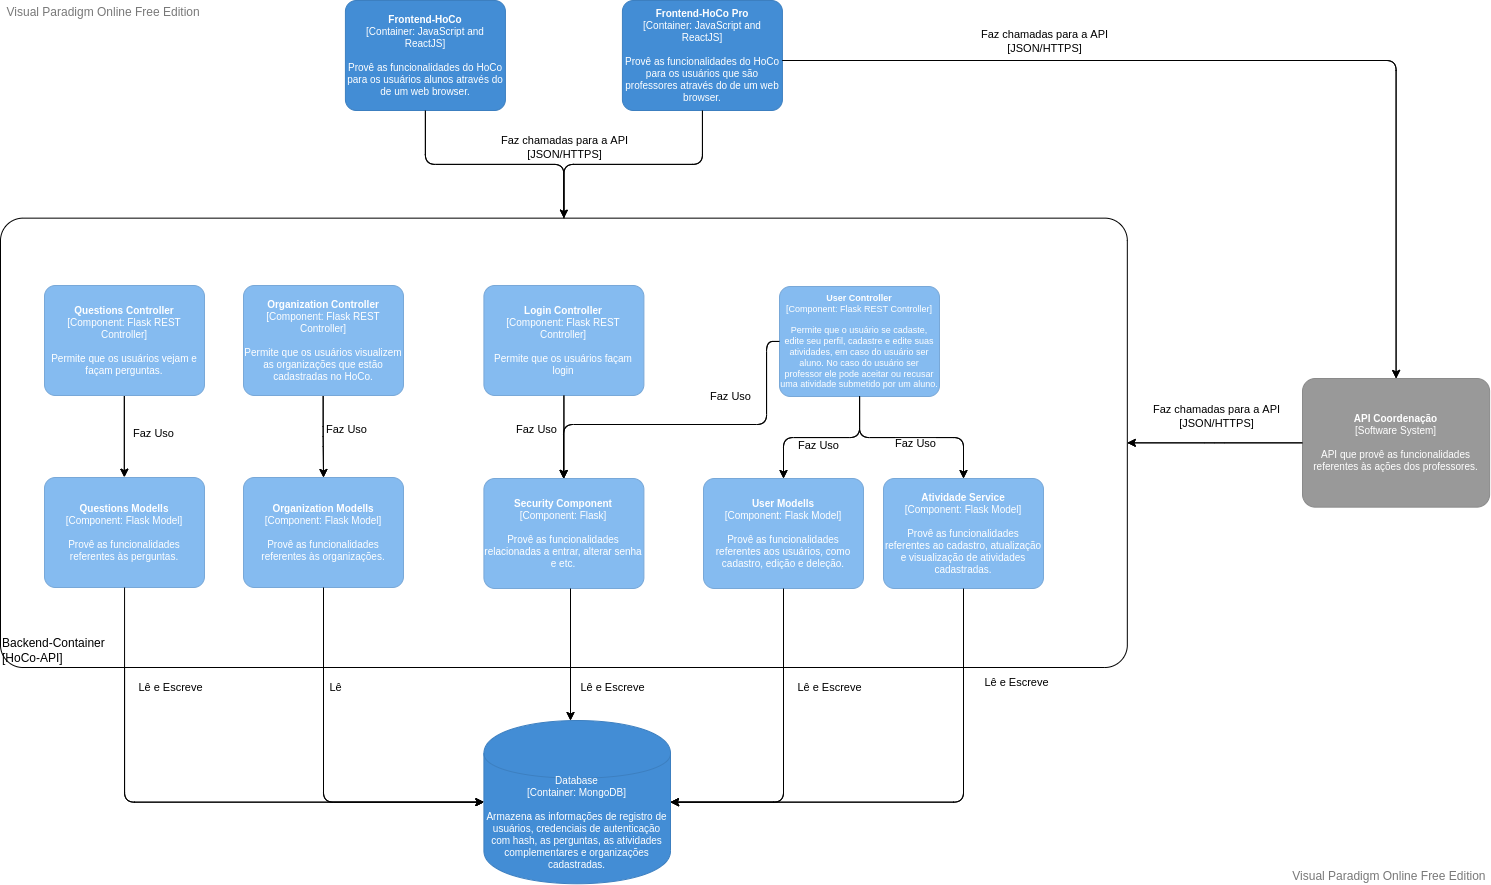 Visual Paradigm Online Free Edition
Frontend-HoCo
[Container: JavaScript and
ReactJS]
Provê as funcionalidades do HoCo
para os usuários alunos através do
de um web browser.
Frontend-HoCo Pro
[Container: JavaScript and
ReactJS]
Provê as funcionalidades do HoCo
para os usuários que são
professores através do de um web
browser.
Faz chamadas para a API
[JSON/HTTPS]
Faz chamadas para a API
[JSON/HTTPS]
Questions Controller
[Component: Flask REST
Controller]
Permite que os usuários vejam e
façam perguntas.
Organization Controller
[Component: Flask REST
Controller]
Permite que os usuários visualizem
as organizações que estão
cadastradas no HoCo.
Login Controller
[Component: Flask REST
Controller]
Permite que os usuários façam
login
User Controller
[Component: Flask REST Controller]
Permite que o usuário se cadaste,
edite seu perfil, cadastre e edite suas
atividades, em caso do usuário ser
aluno. No caso do usuário ser
professor ele pode aceitar ou recusar
uma atividade submetido por um aluno.
Faz Uso
Faz Uso
Faz Uso
Faz Uso
Faz Uso
Faz Uso
Faz chamadas para a API
[JSON/HTTPS]
API Coordenação
[Software System]
API que provê as funcionalidades
referentes às ações dos professores.
Questions Modells
[Component: Flask Model]
Provê as funcionalidades
referentes às perguntas.
Organization Modells
[Component: Flask Model]
Provê as funcionalidades
referentes às organizações.
Security Component
[Component: Flask]
Provê as funcionalidades
relacionadas a entrar, alterar senha
e etc.
User Modells
[Component: Flask Model]
Provê as funcionalidades
referentes aos usuários, como
cadastro, edição e deleção.
Atividade Service
[Component: Flask Model]
Provê as funcionalidades
referentes ao cadastro, atualização
e visualização de atividades
cadastradas.
Backend-Container
[HoCo-API]
Lê e Escreve
Lê
Lê e Escreve
Lê e Escreve
Lê e Escreve
Database
[Container: MongoDB]
Armazena as informações de registro de
usuários, credenciais de autenticação
com hash, as perguntas, as atividades
complementares e organizações
cadastradas.
Visual Paradigm Online Free Edition